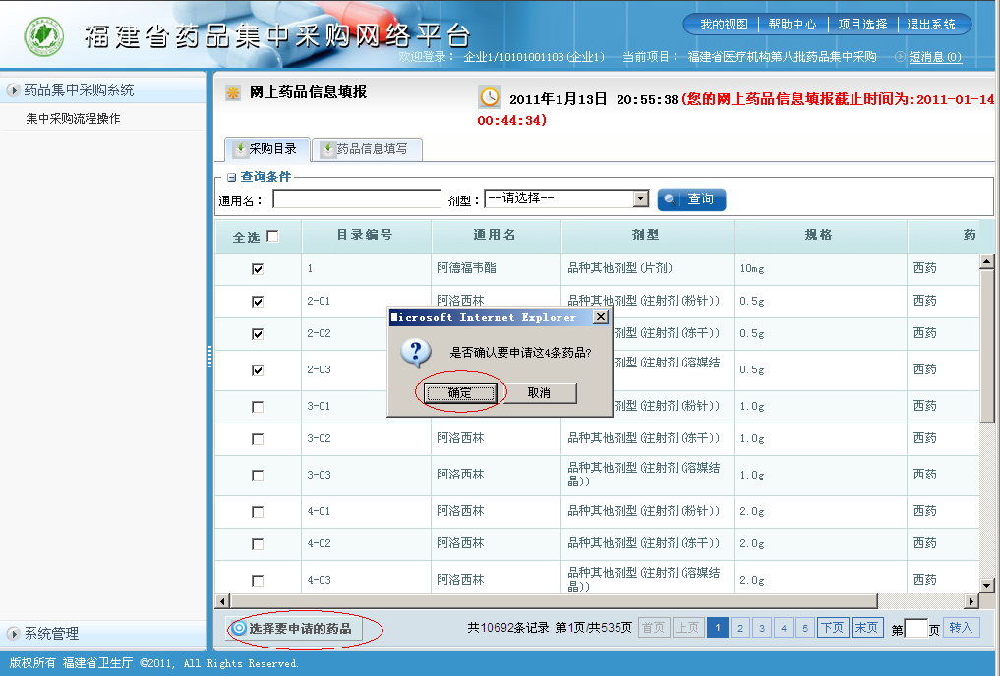 福建省药品集中采购网络平台
我的视图 帮助中心 项目选择 退出系统
欢迎登录： 企业1/10101001103(企业1) 当前项目： 福建省医疗机构第八批药品集中采购 短消息(0)
药品集中采购系统
集中采购流程操作
系统管理
网上药品信息填报
2011年1月13日 20:55:38(您的网上药品信息填报截止时间为:2011-01-14
00:44:34)
采购目录 药品信息填写
查询条件
通用名： 剂型： --请选择-- 查询
全选 目录编号 通用名 剂型 规格 药
1 阿德福韦酯 品种其他剂型(片剂) 10mg 西药
2-01 阿洛西林 品种其他剂型(注射剂(粉针)) 0.5g 西药
2-02 剂型(注射剂(冻干)) 0.5g 西药
2-03 剂型(注射剂(溶媒结 0.5g 西药
3-01 剂型(注射剂(粉针)) 1.0g 西药
3-02 阿洛西林 品种其他剂型(注射剂(冻干)) 1.0g 西药
3-03 阿洛西林 品种其他剂型(注射剂(溶媒结
晶)) 1.0g 西药
4-01 阿洛西林 品种其他剂型(注射剂(粉针)) 2.0g 西药
4-02 阿洛西林 品种其他剂型(注射剂(冻干)) 2.0g 西药
4-03 阿洛西林 品种其他剂型(注射剂(溶媒结
晶)) 2.0g 西药
Microsoft Internet Explorer
是否确认要申请这4条药品?
确定 取消
选择要申请的药品 共10692条记录 第1页/共535页 首页 上页 1 2 3 4 5 下页 末页 第 页 转入
版权所有 福建省卫生厅 ©2011, All Rights Reserved.